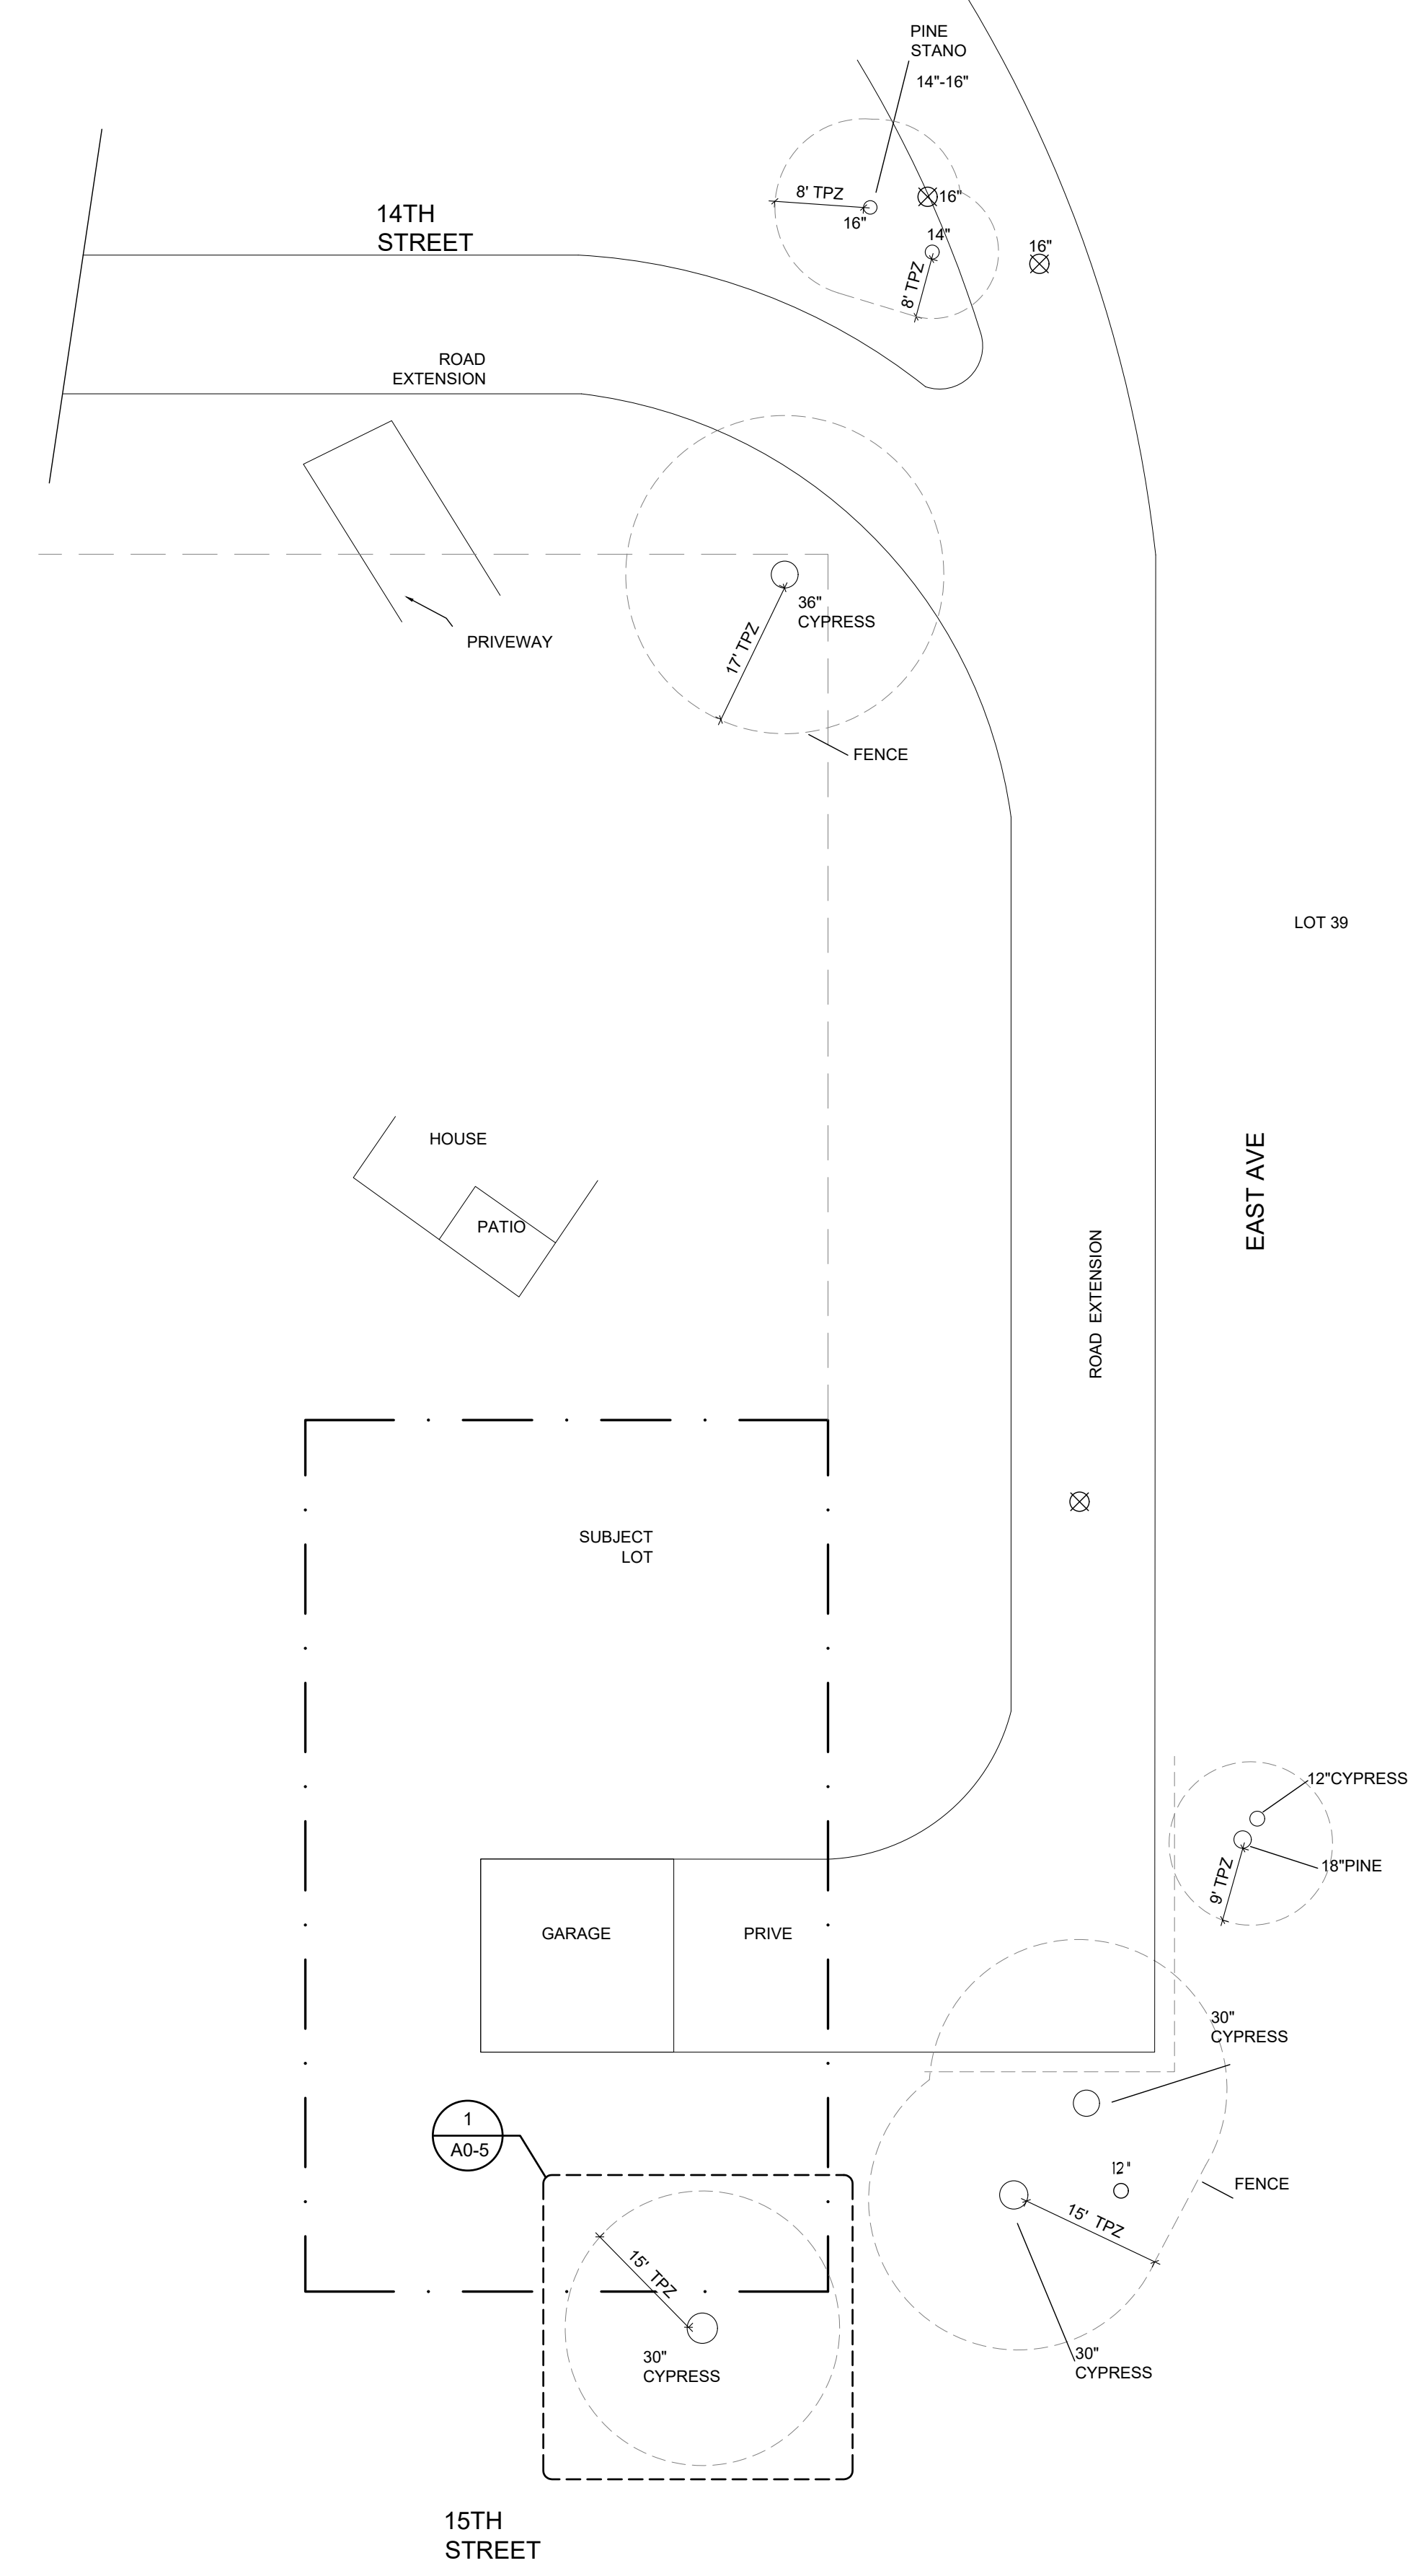 PINE
STANO
14"-16"
8' TPZ
16"
16"
14"
16"
8' TPZ
14TH
STREET
ROAD
EXTENSION
36"
CYPRESS
17' TPZ
PRIVEWAY
FENCE
LOT 39
HOUSE
PATIO
EAST AVE
ROAD EXTENSION
SUBJECT
LOT
12"CYPRESS
18"PINE
9' TPZ
GARAGE
PRIVE
30"
CYPRESS
1
A0-5
12"
FENCE
15' TPZ
15' TPZ
30"
CYPRESS
30"
CYPRESS
15TH
STREET